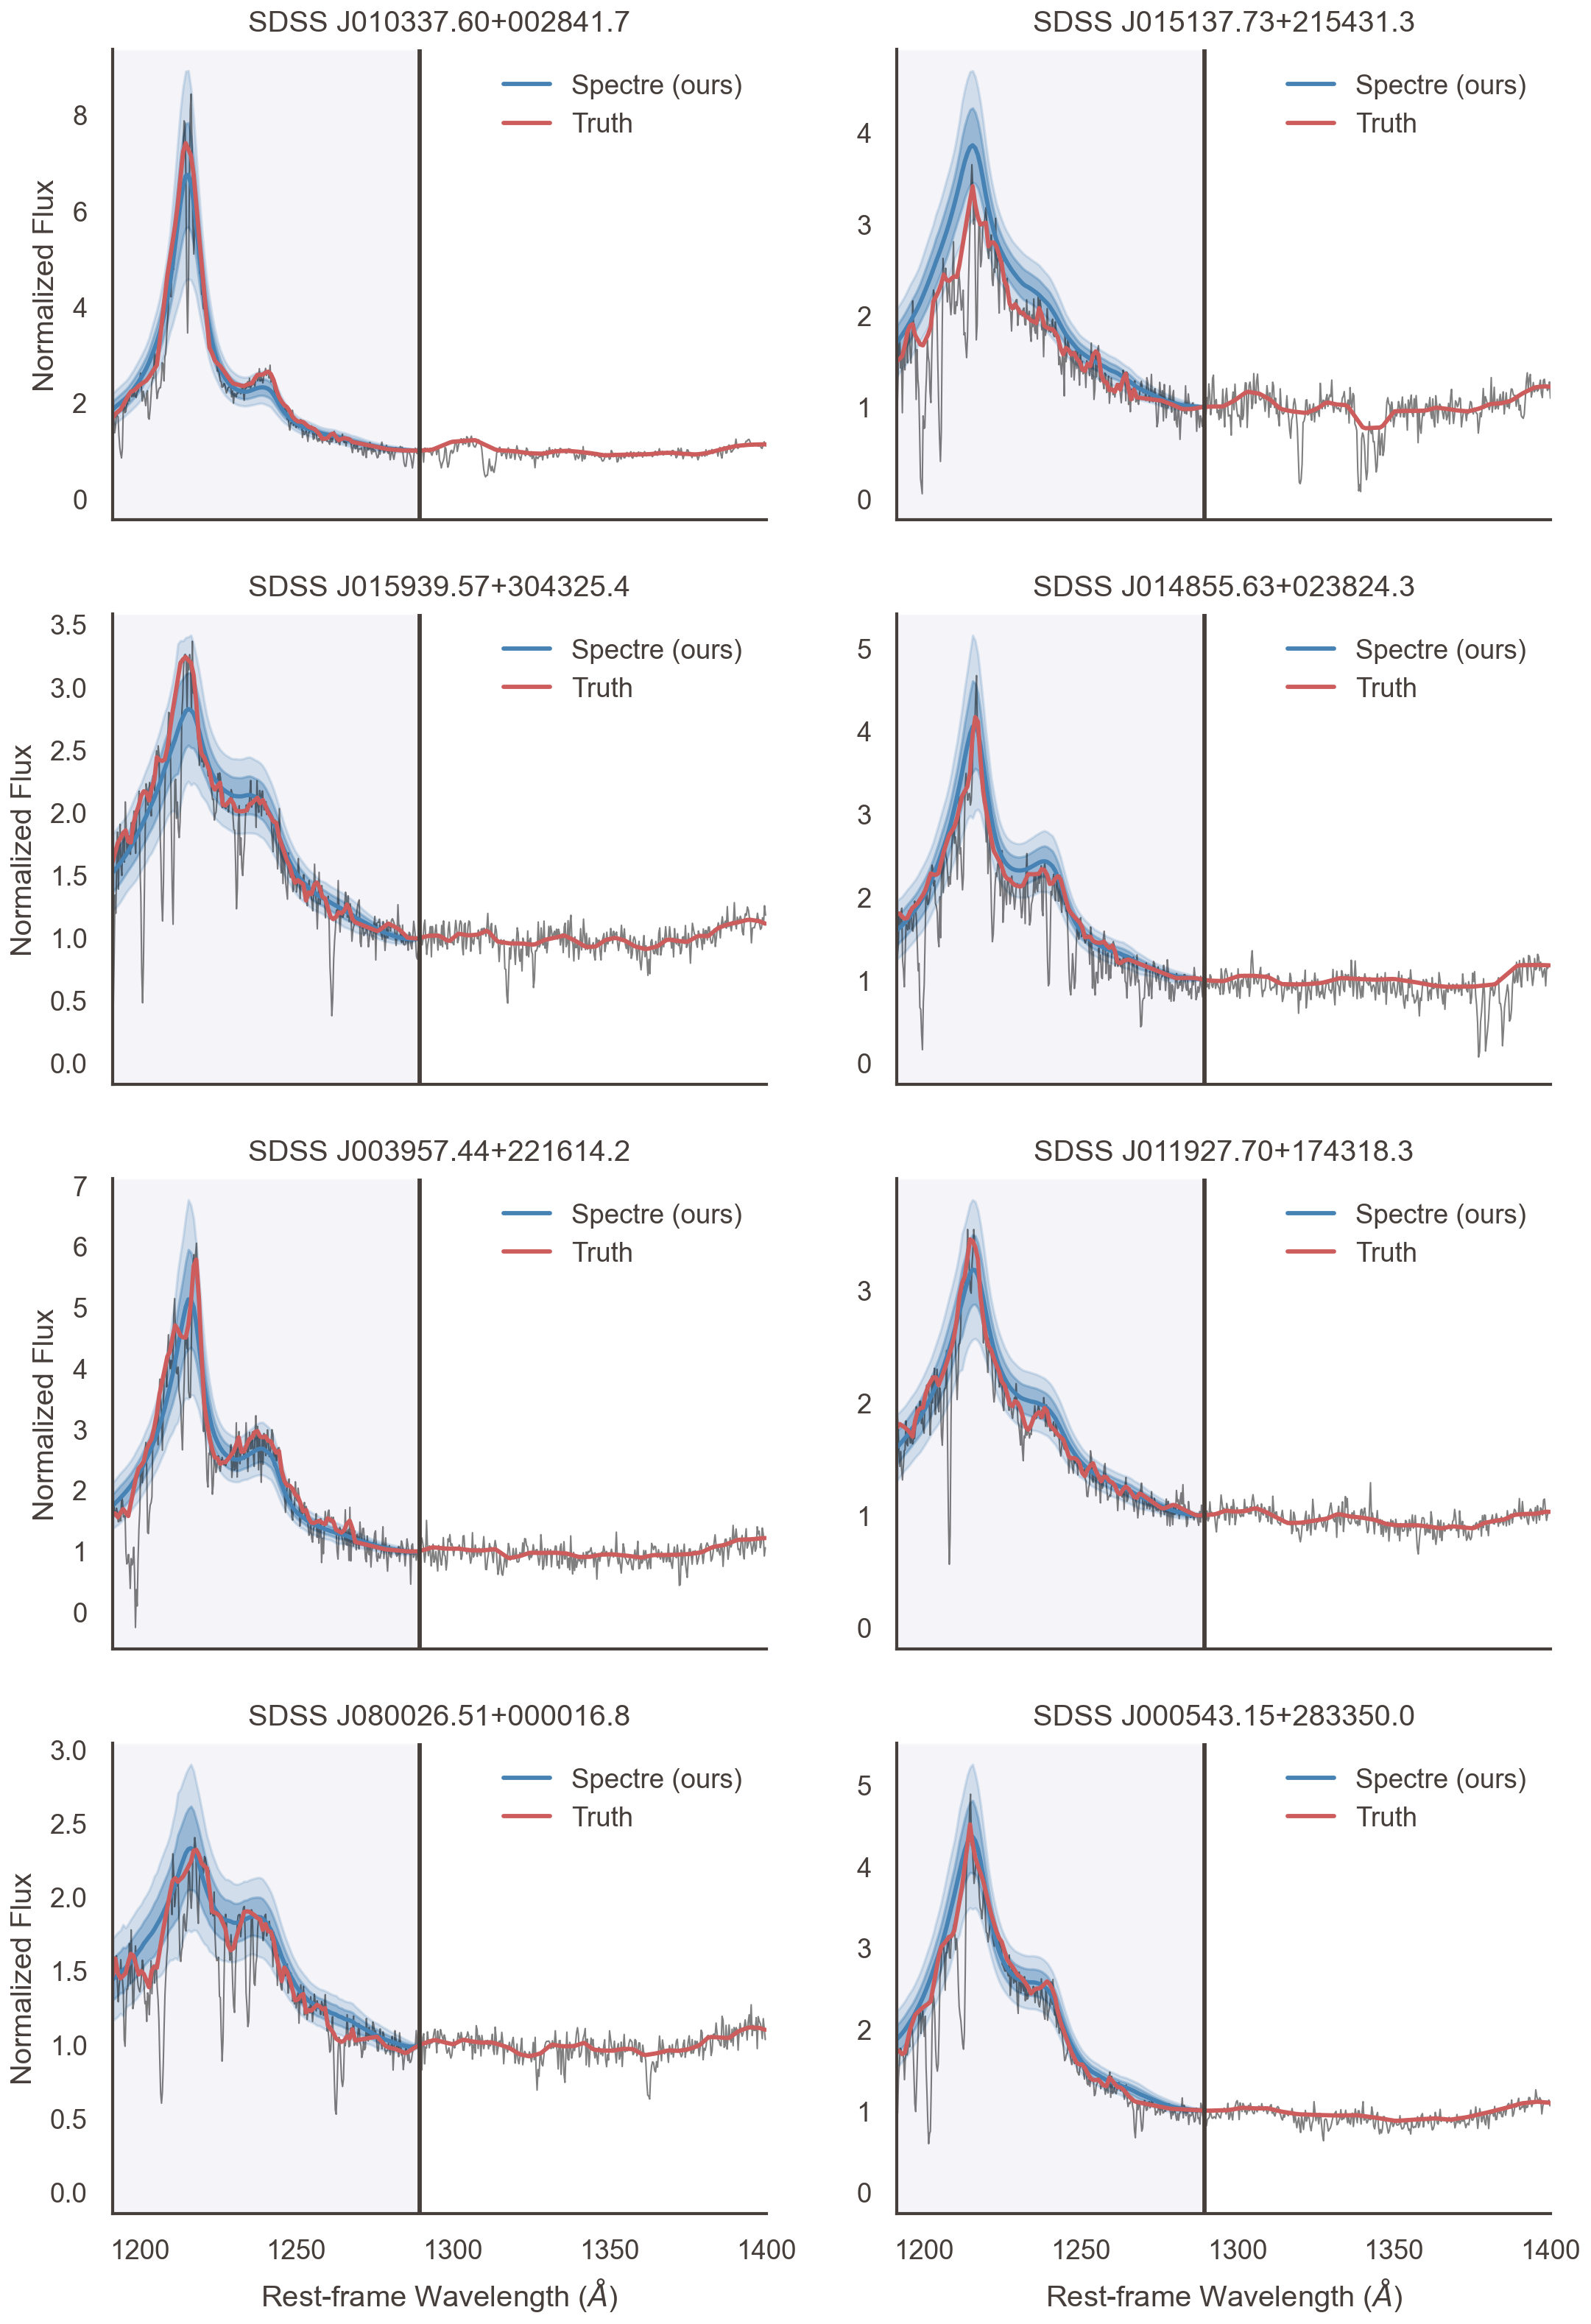 SDSS J010337.60+002841.7
SDSS J015137.73+215431.3
Spectre (ours)
Truth
8
6
4
2
0
Normalized Flux
Spectre (ours)
Truth
4
3
2
1
0
SDSS J015939.57+304325.4
SDSS J014855.63+023824.3
Spectre (ours)
Truth
3.5
3.0
2.5
2.0
1.5
1.0
0.5
0.0
Normalized Flux
Spectre (ours)
Truth
5
4
3
2
1
0
SDSS J003957.44+221614.2
SDSS J011927.70+174318.3
Spectre (ours)
Truth
7
6
5
4
3
2
1
0
Normalized Flux
Spectre (ours)
Truth
3
2
1
0
SDSS J080026.51+000016.8
SDSS J000543.15+283350.0
Spectre (ours)
Truth
3.0
2.5
2.0
1.5
1.0
0.5
0.0
Normalized Flux
Spectre (ours)
Truth
5
4
3
2
1
0
1200 1250 1300 1350 1400
Rest-frame Wavelength (Å)
1200 1250 1300 1350 1400
Rest-frame Wavelength (Å)